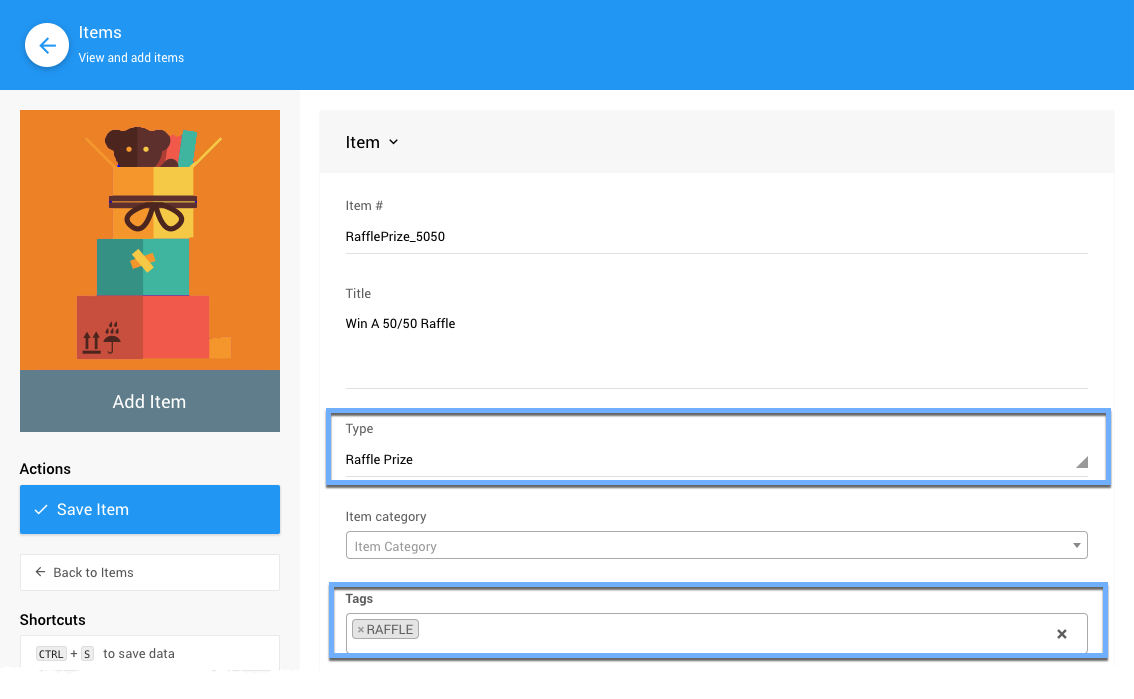 Items
View and add items
Add Item
Actions
Save Item
Back to Items
Shortcuts
CTRL + S to save data
Item
Item #
RafflePrize_5050
Title
Win A 50/50 Raffle
Type
Raffle Prize
Item category
Item Category
Tags
×RAFFLE ×